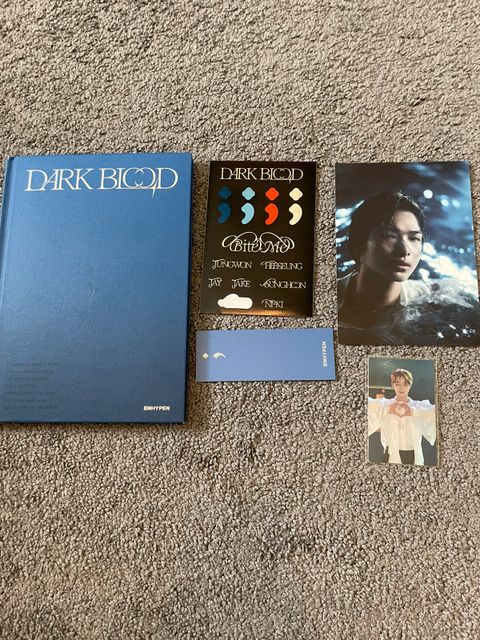 DARK BLOOD
ENHYPEN
DARK BLOOD
Bite Me
JUNGWON HEESEUNG
JAY JAKE SUNGHOON
NI-KI
ENHYPEN